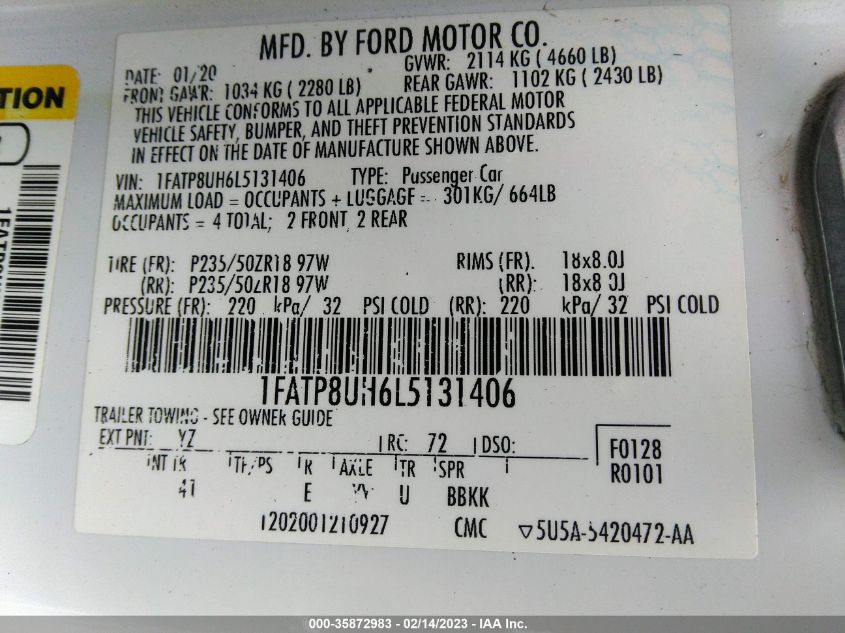 MFD. BY FORD MOTOR CO.
DATE: 01/20 GVWR: 2114 KG ( 4660 LB)
FRONT GAWR: 1034 KG ( 2280 LB) REAR GAWR: 1102 KG ( 2430 LB)
THIS VEHICLE CONFORMS TO ALL APPLICABLE FEDERAL MOTOR
VEHICLE SAFETY, BUMPER, AND THEFT PREVENTION STANDARDS
IN EFFECT ON THE DATE OF MANUFACTURE SHOWN ABOVE.
VIN: 1FATP8UH6L5131406 TYPE: Passenger Car
MAXIMUM LOAD = OCCUPANTS + LUGGAGE = 301KG/ 664LB
OCCUPANTS = 4 TOTAL; 2 FRONT, 2 REAR
TIRE (FR): P235/50ZR18 97W RIMS (FR). 18x8.0J
(RR): P235/50ZR18 97W (RR): 18x8.0J
PRESSURE (FR): 220 kPa/ 32 PSI COLD (RR): 220 kPa/ 32 PSI COLD
1FATP8UH6L5131406
TRAILER TOWING - SEE OWNER GUIDE
EXT PNT: YZ RC: 72 DSO: F0128
INT TR TP/PS R AXLE TR SPR R0101
41 E U BBKK
1202001210927 CMC ▽5U5A-5420472-AA
TION
000-35872983 - 02/14/2023 - IAA Inc.